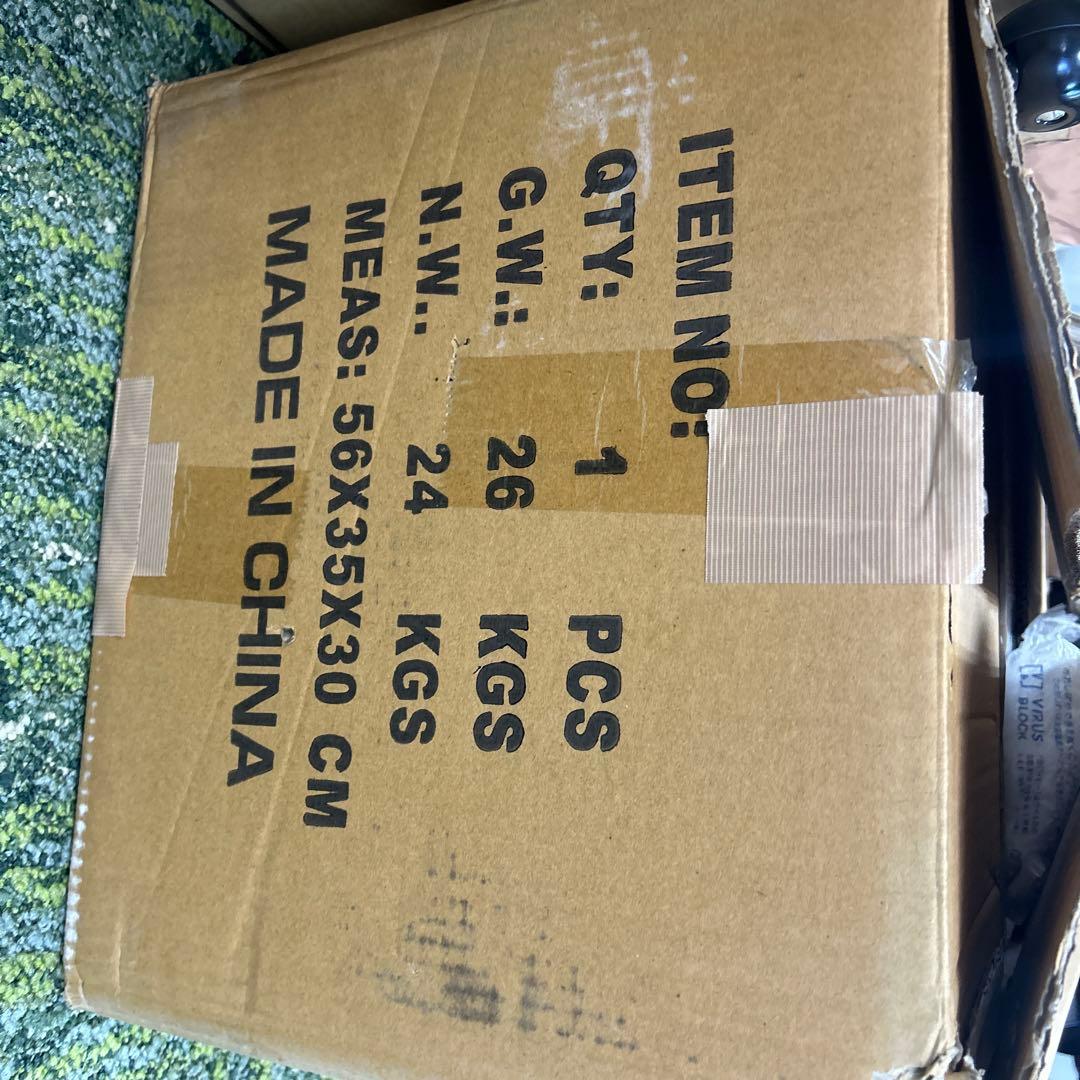 ITEM NO:
QTY: 1 PCS
G.W.: 26 KGS
N.W.. 24 KGS
MEAS: 56X35X30 CM
MADE IN CHINA
VIRUS
BLOCK